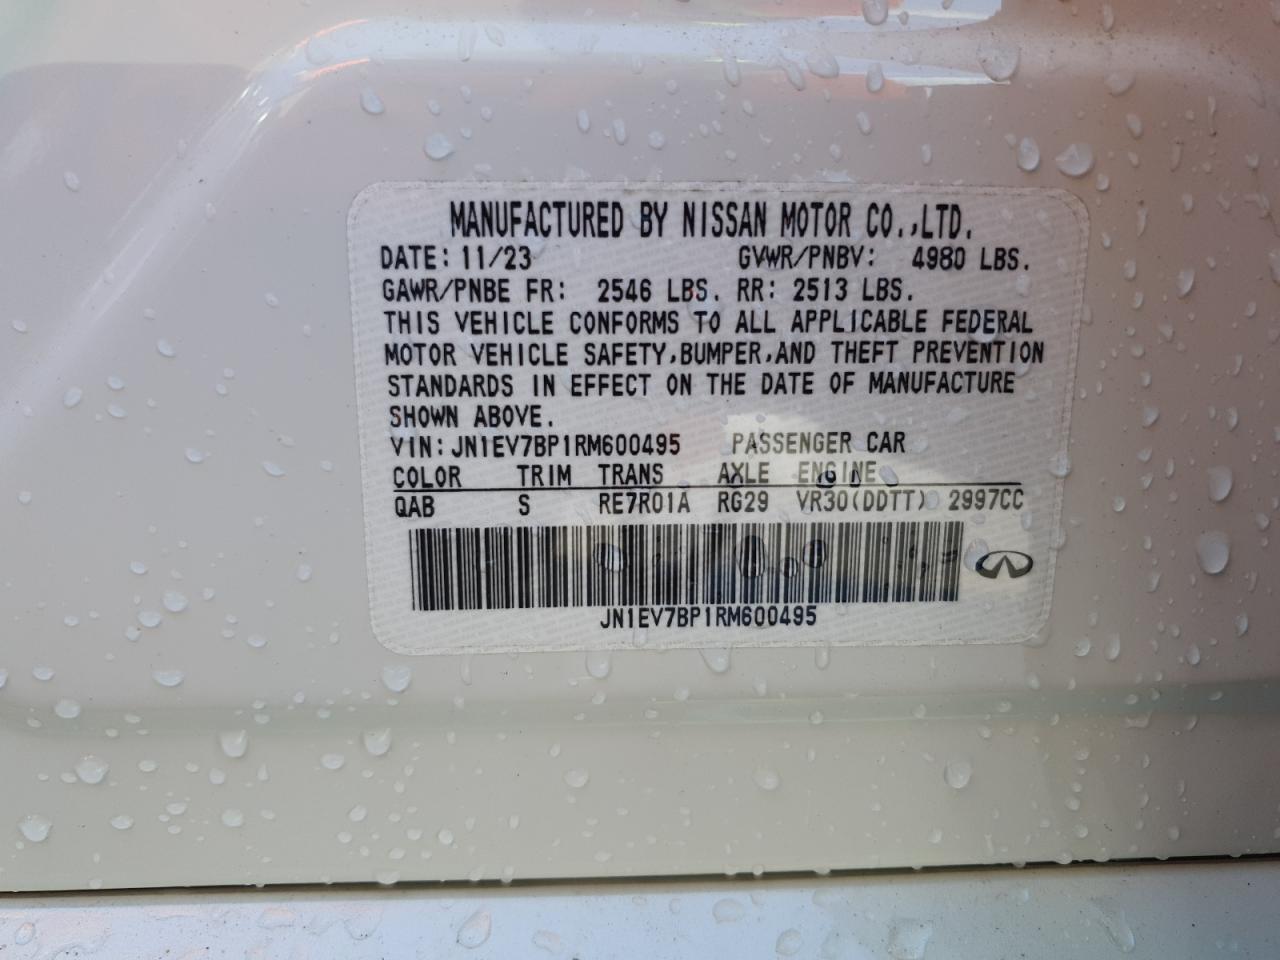 MANUFACTURED BY NISSAN MOTOR CO.,LTD.
DATE: 11/23 GVWR/PNBV: 4980 LBS.
GAWR/PNBE FR: 2546 LBS. RR: 2513 LBS.
THIS VEHICLE CONFORMS TO ALL APPLICABLE FEDERAL
MOTOR VEHICLE SAFETY,BUMPER,AND THEFT PREVENTION
STANDARDS IN EFFECT ON THE DATE OF MANUFACTURE
SHOWN ABOVE.
VIN:JN1EV7BP1RM600495 PASSENGER CAR
COLOR TRIM TRANS AXLE ENGINE
QAB S RE7R01A RG29 VR30(DDTT) 2997CC
JN1EV7BP1RM600495